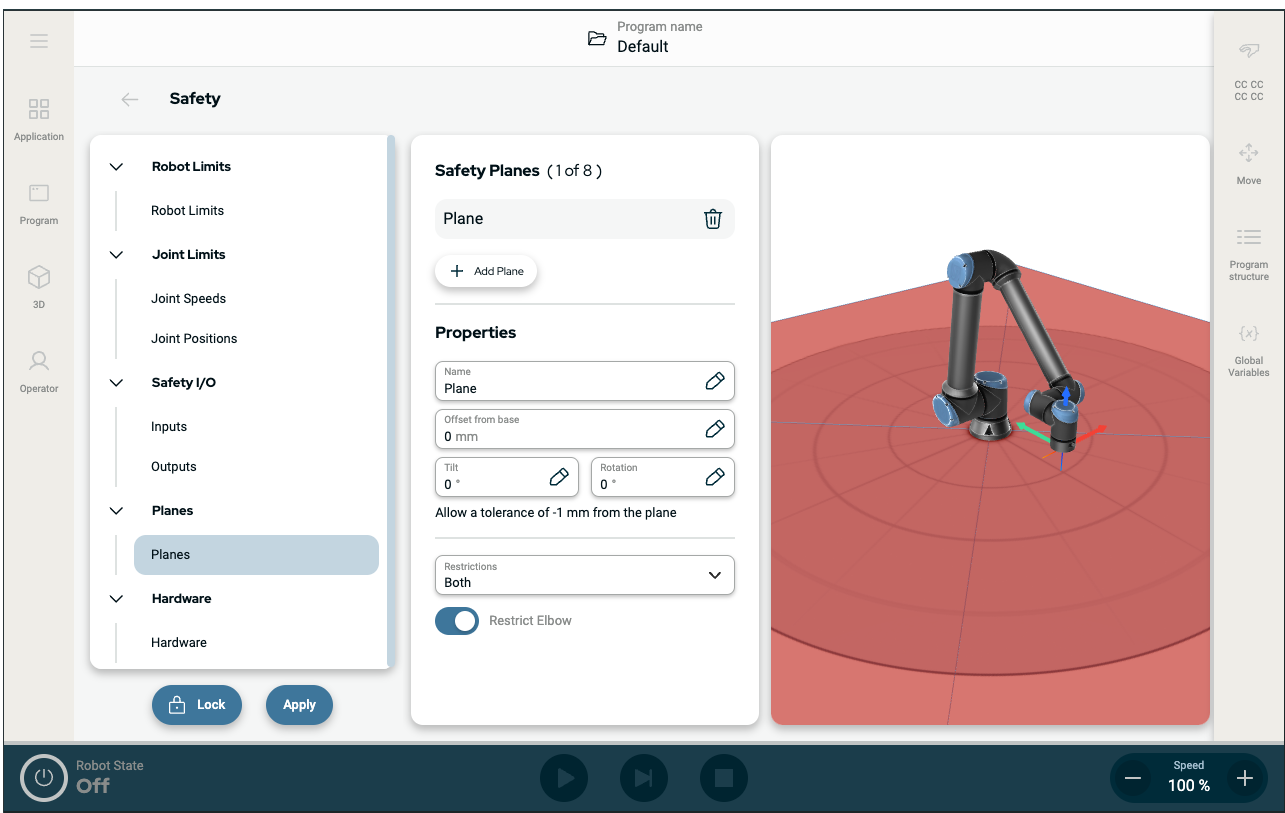 Program name
Default
Application
Program
3D
Operator
Safety
Robot Limits
Robot Limits
Joint Limits
Joint Speeds
Joint Positions
Safety I/O
Inputs
Outputs
Planes
Planes
Hardware
Hardware
Lock
Apply
Safety Planes ( 1 of 8 )
Plane
Add Plane
Properties
Name
Plane
Offset from base
0 mm
Tilt
0 °
Rotation
0 °
Allow a tolerance of -1 mm from the plane
Restrictions
Both
Restrict Elbow
CC CC
CC CC
Move
Program
structure
{x}
Global
Variables
Robot State
Off
Speed
100 %